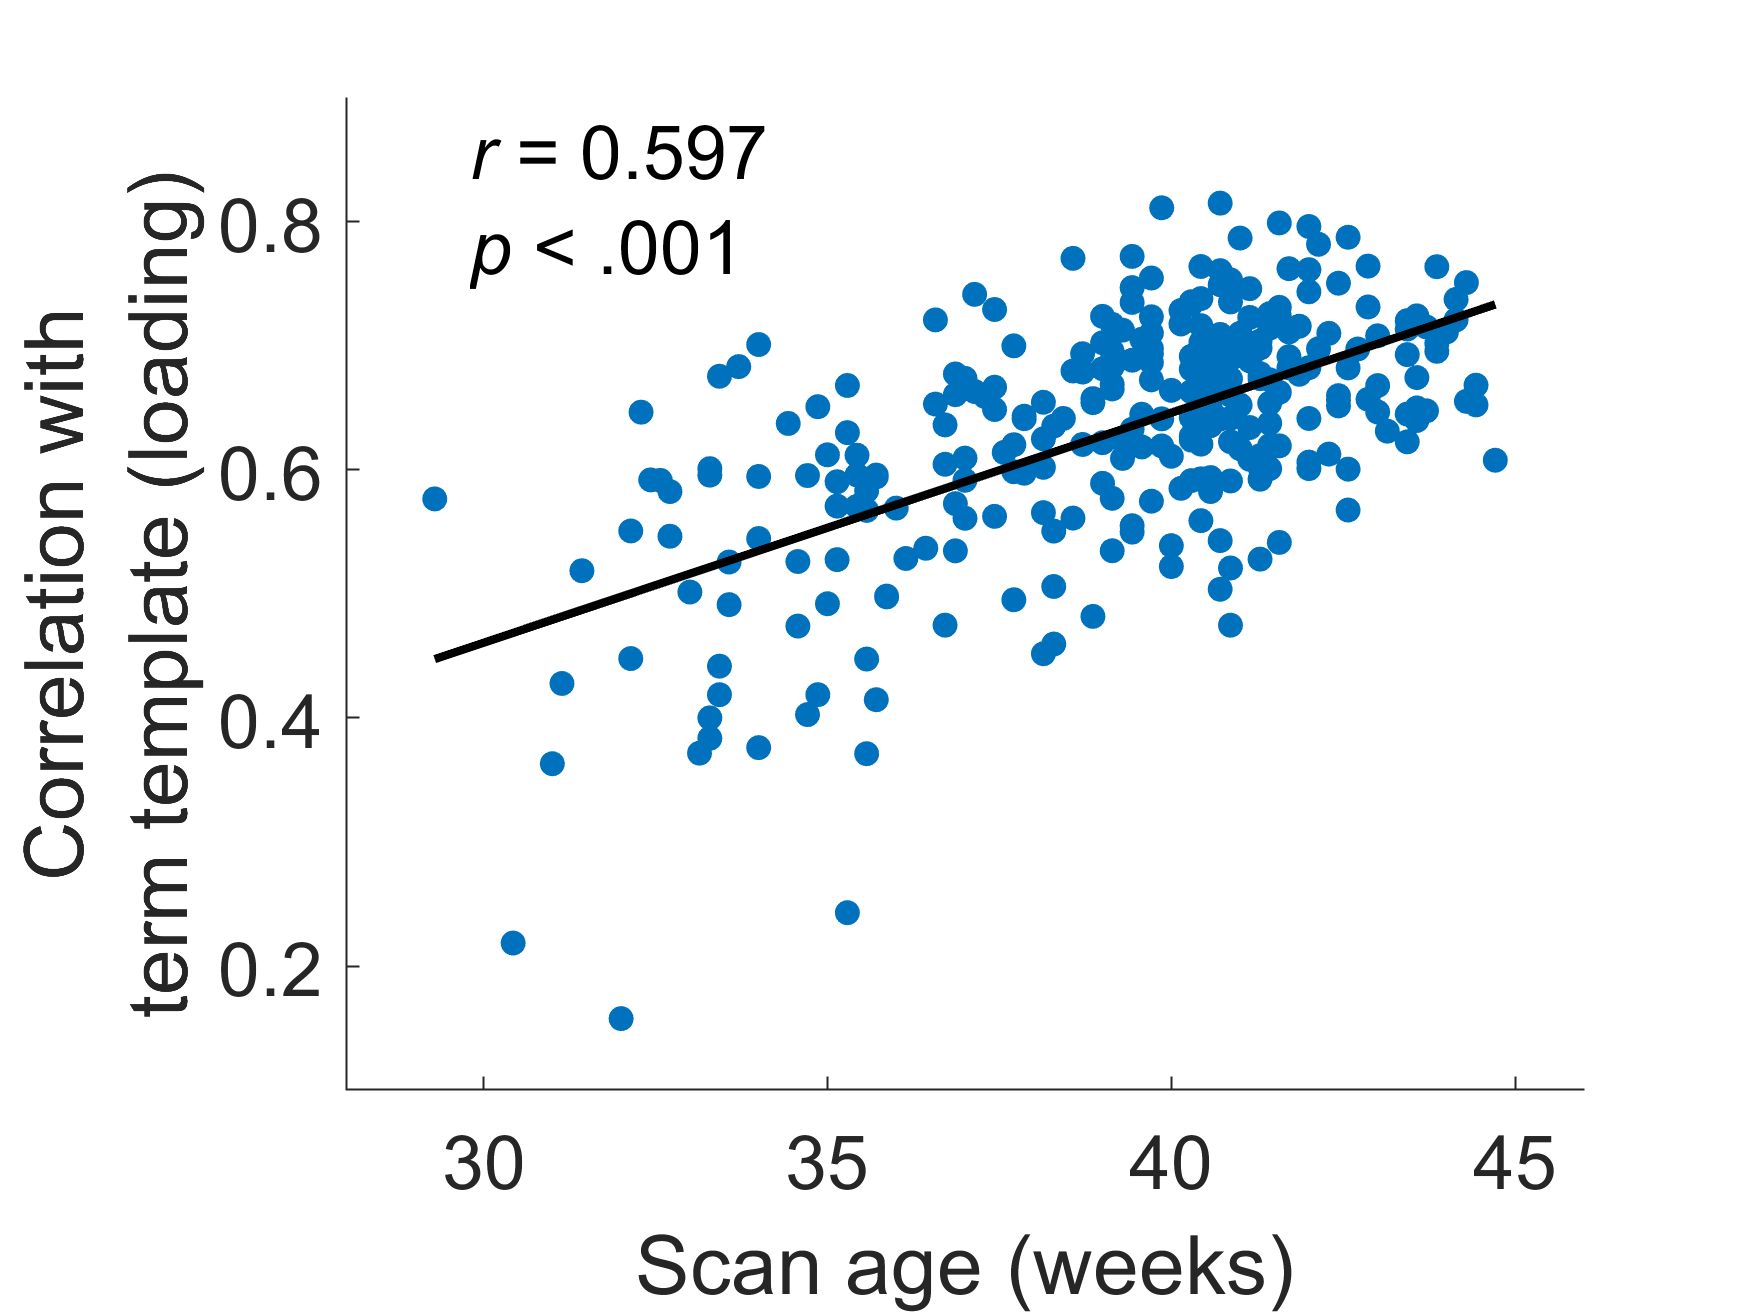 r = 0.597
p < .001
Correlation with
term template (loading)
0.8
0.6
0.4
0.2
30 35 40 45
Scan age (weeks)